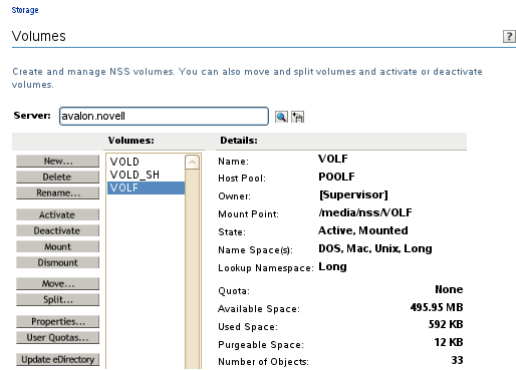 Storage
Volumes
?
Create and manage NSS volumes. You can also move and split volumes and activate or deactivate
volumes.
Server: avalon.novell
Volumes:
Details:
New...
Delete
Rename...
Activate
Deactivate
Mount
Dismount
Move...
Split...
Properties...
User Quotas...
Update eDirectory
VOLD
VOLD_SH
VOLF
Name: VOLF
Host Pool: POOLF
Owner: [Supervisor]
Mount Point: /media/nss/VOLF
State: Active, Mounted
Name Space(s): DOS, Mac, Unix, Long
Lookup Namespace: Long
Quota: None
Available Space: 495.95 MB
Used Space: 592 KB
Purgeable Space: 12 KB
Number of Objects: 33